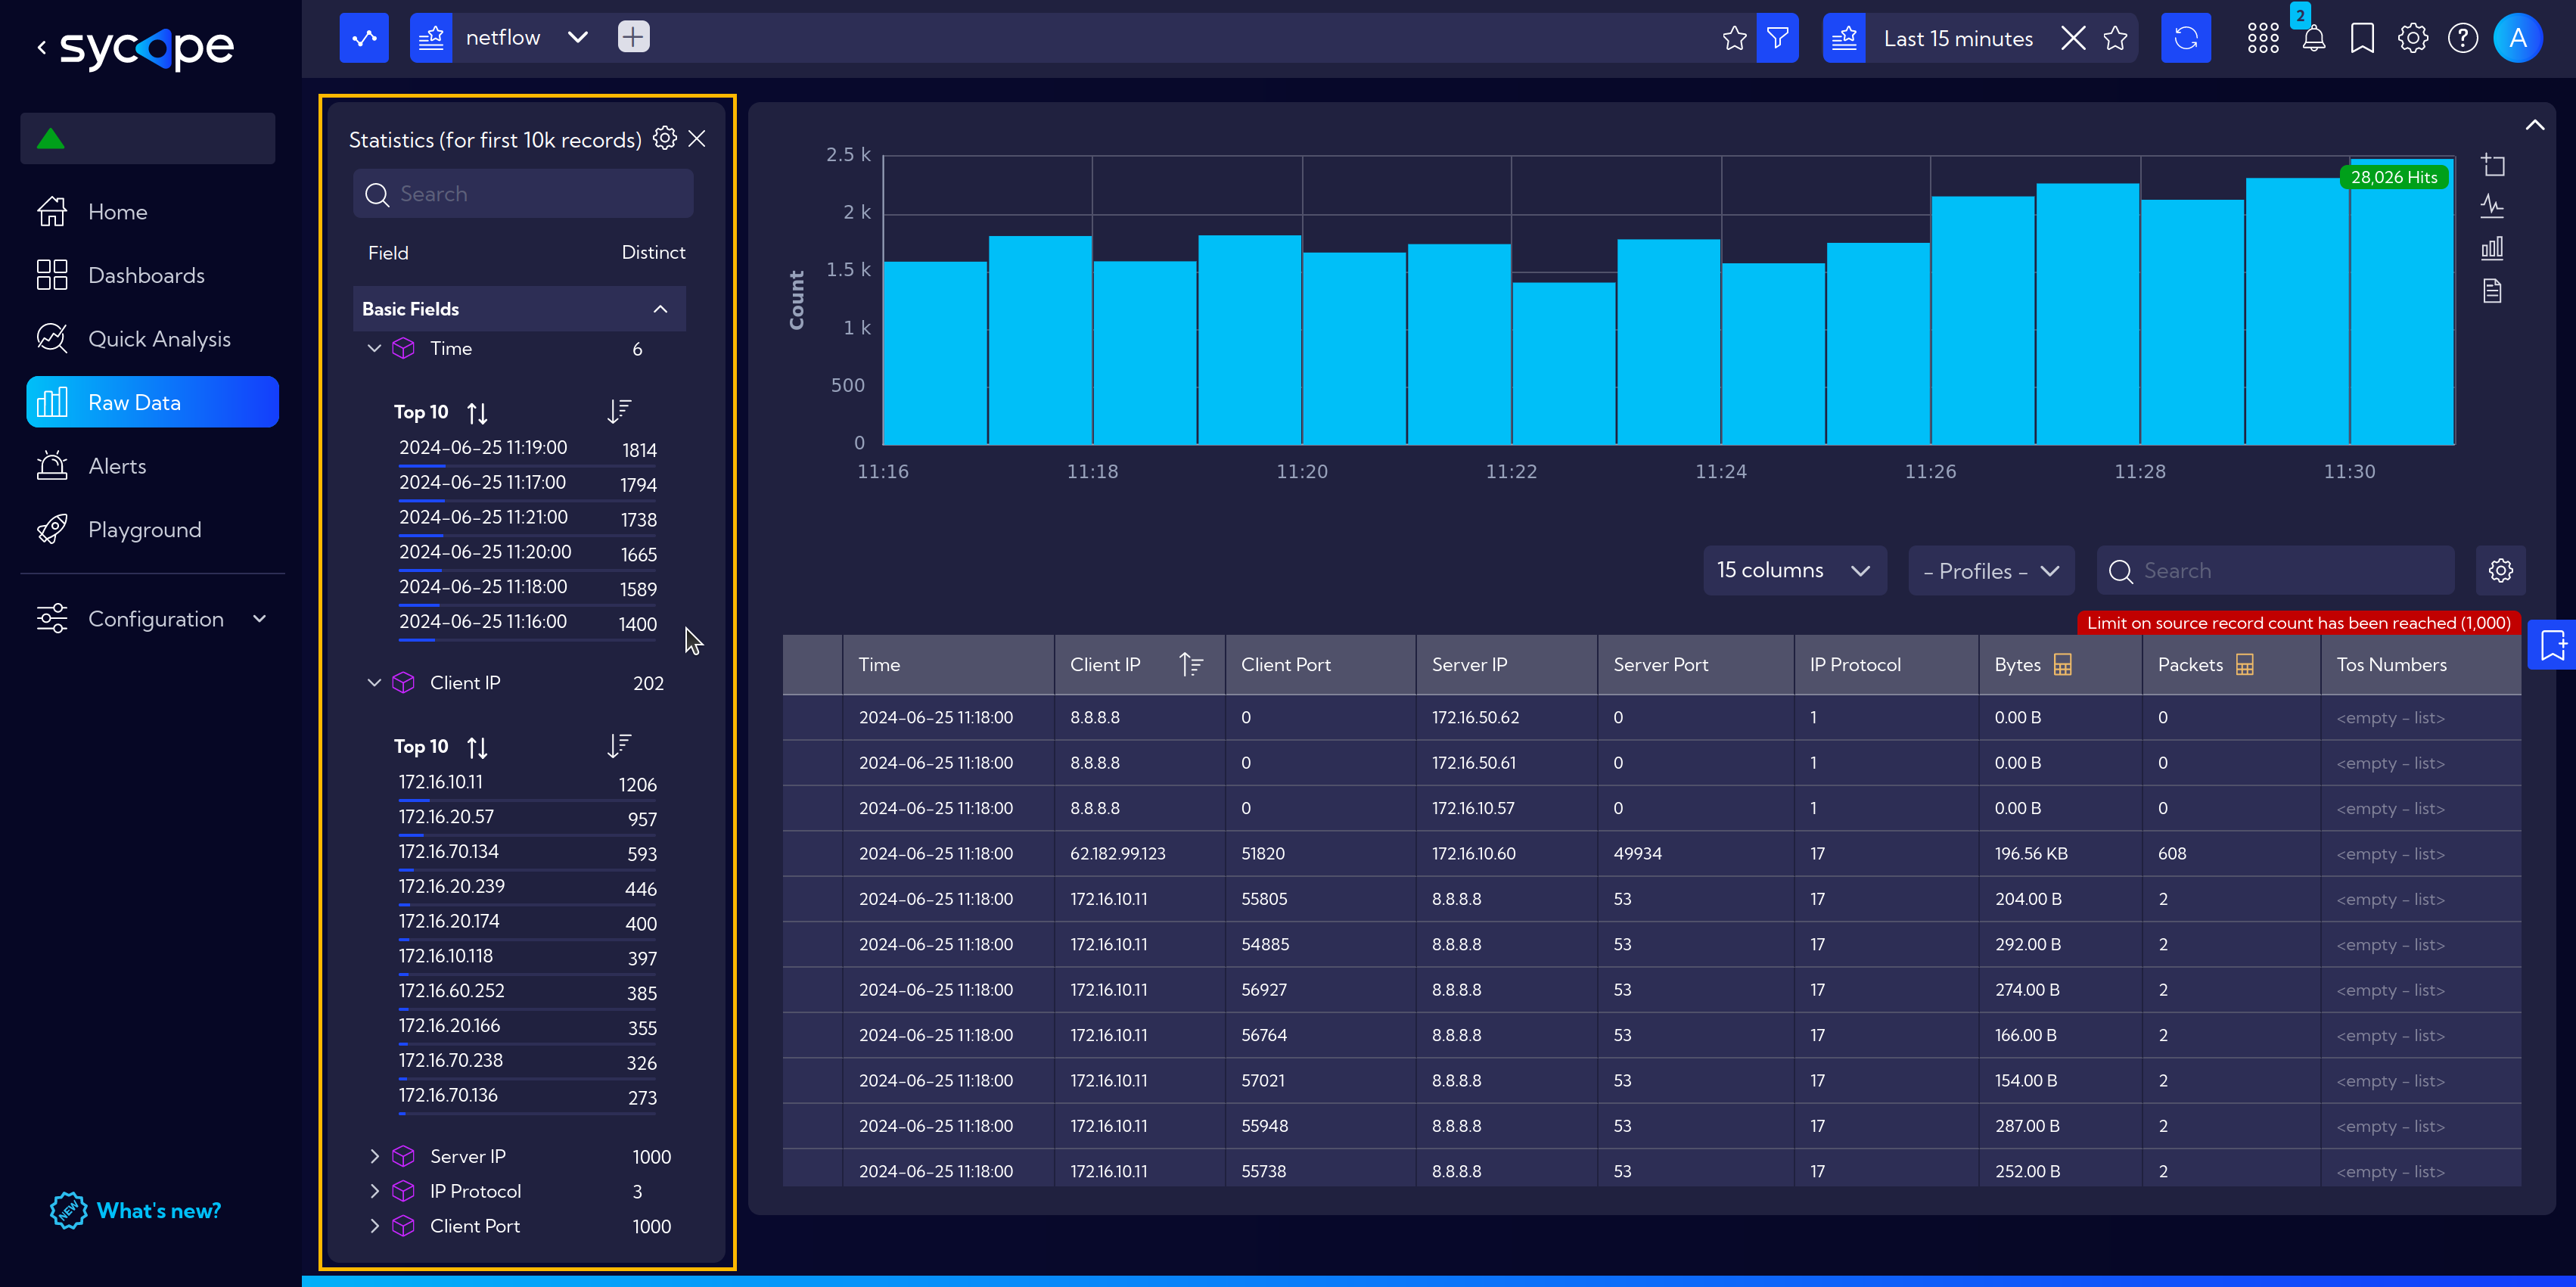 sycope
netflow
Last 15 minutes
2
A
Home
Dashboards
Quick Analysis
Raw Data
Alerts
Playground
Configuration
NEW
What's new?
Statistics (for first 10k records)
Search
Field Distinct
Basic Fields
Time 6
Top 10
2024-06-25 11:19:00 1814
2024-06-25 11:17:00 1794
2024-06-25 11:21:00 1738
2024-06-25 11:20:00 1665
2024-06-25 11:18:00 1589
2024-06-25 11:16:00 1400
Client IP 202
Top 10
172.16.10.11 1206
172.16.20.57 957
172.16.70.134 593
172.16.20.239 446
172.16.20.174 400
172.16.10.118 397
172.16.60.252 385
172.16.20.166 355
172.16.70.238 326
172.16.70.136 273
Server IP 1000
IP Protocol 3
Client Port 1000
Count
2.5 k
2 k
1.5 k
1 k
500
0
28,026 Hits
11:16 11:18 11:20 11:22 11:24 11:26 11:28 11:30
15 columns - Profiles - Search
Limit on source record count has been reached (1,000)
Time Client IP Client Port Server IP Server Port IP Protocol Bytes Packets Tos Numbers
2024-06-25 11:18:00 8.8.8.8 0 172.16.50.62 0 1 0.00 B 0 <empty - list>
2024-06-25 11:18:00 8.8.8.8 0 172.16.50.61 0 1 0.00 B 0 <empty - list>
2024-06-25 11:18:00 8.8.8.8 0 172.16.10.57 0 1 0.00 B 0 <empty - list>
2024-06-25 11:18:00 62.182.99.123 51820 172.16.10.60 49934 17 196.56 KB 608 <empty - list>
2024-06-25 11:18:00 172.16.10.11 55805 8.8.8.8 53 17 204.00 B 2 <empty - list>
2024-06-25 11:18:00 172.16.10.11 54885 8.8.8.8 53 17 292.00 B 2 <empty - list>
2024-06-25 11:18:00 172.16.10.11 56927 8.8.8.8 53 17 274.00 B 2 <empty - list>
2024-06-25 11:18:00 172.16.10.11 56764 8.8.8.8 53 17 166.00 B 2 <empty - list>
2024-06-25 11:18:00 172.16.10.11 57021 8.8.8.8 53 17 154.00 B 2 <empty - list>
2024-06-25 11:18:00 172.16.10.11 55948 8.8.8.8 53 17 287.00 B 2 <empty - list>
2024-06-25 11:18:00 172.16.10.11 55738 8.8.8.8 53 17 252.00 B 2 <empty - list>